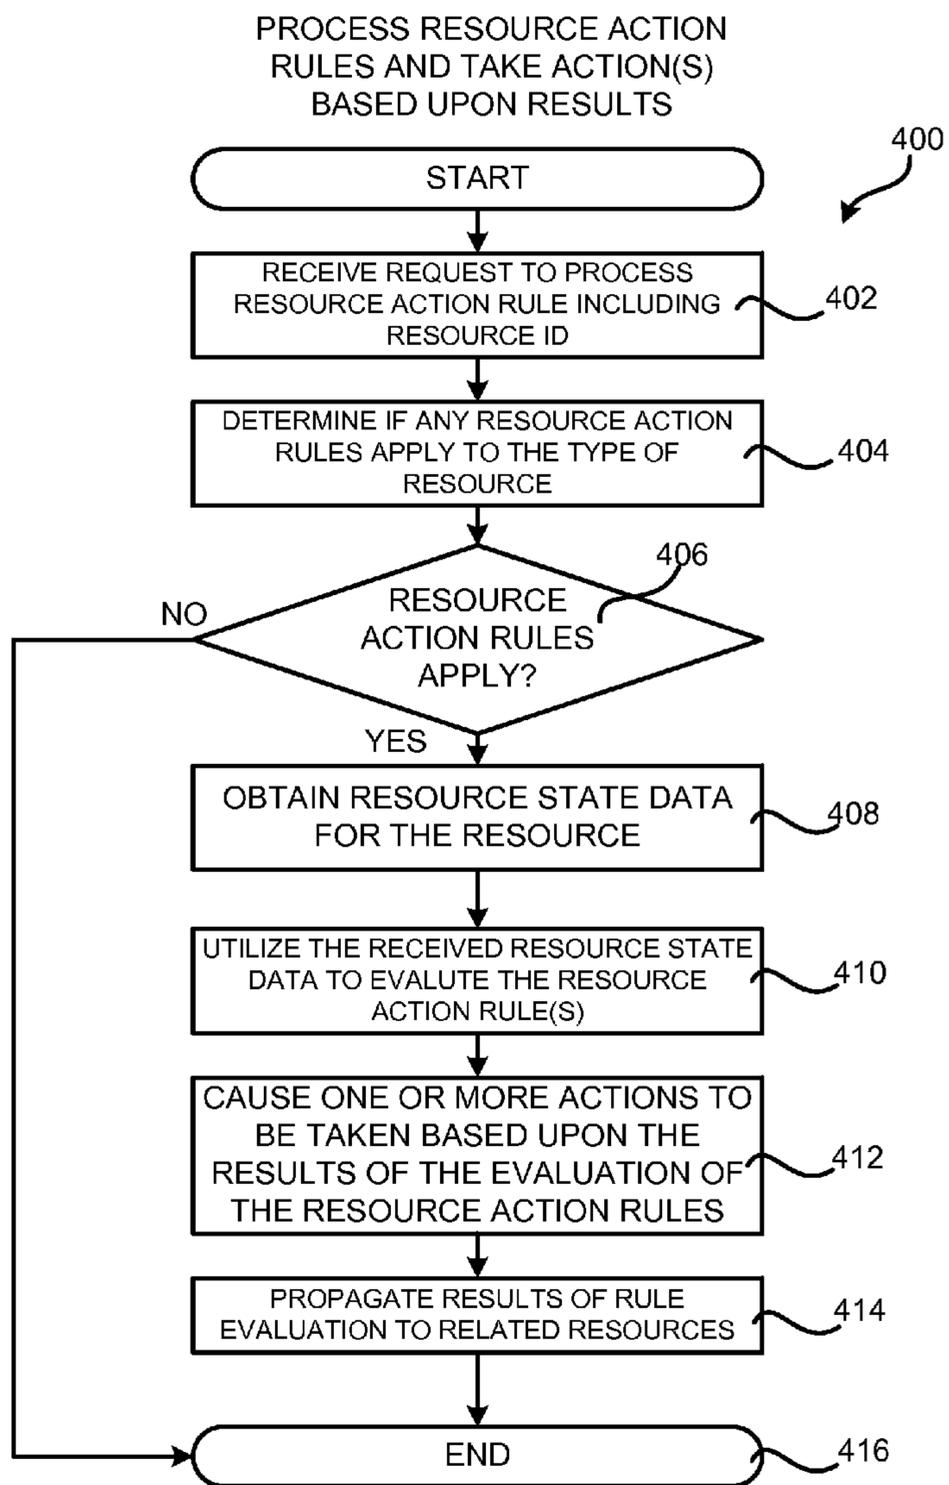 PROCESS RESOURCE ACTION
RULES AND TAKE ACTION(S)
BASED UPON RESULTS
400
START
RECEIVE REQUEST TO PROCESS
RESOURCE ACTION RULE INCLUDING
RESOURCE ID
402
DETERMINE IF ANY RESOURCE ACTION
RULES APPLY TO THE TYPE OF
RESOURCE
404
406
NO
RESOURCE
ACTION RULES
APPLY?
YES
OBTAIN RESOURCE STATE DATA
FOR THE RESOURCE
408
UTILIZE THE RECEIVED RESOURCE STATE
DATA TO EVALUTE THE RESOURCE
ACTION RULE(S)
410
CAUSE ONE OR MORE ACTIONS TO
BE TAKEN BASED UPON THE
RESULTS OF THE EVALUATION OF
THE RESOURCE ACTION RULES
412
PROPAGATE RESULTS OF RULE
EVALUATION TO RELATED RESOURCES
414
END
416